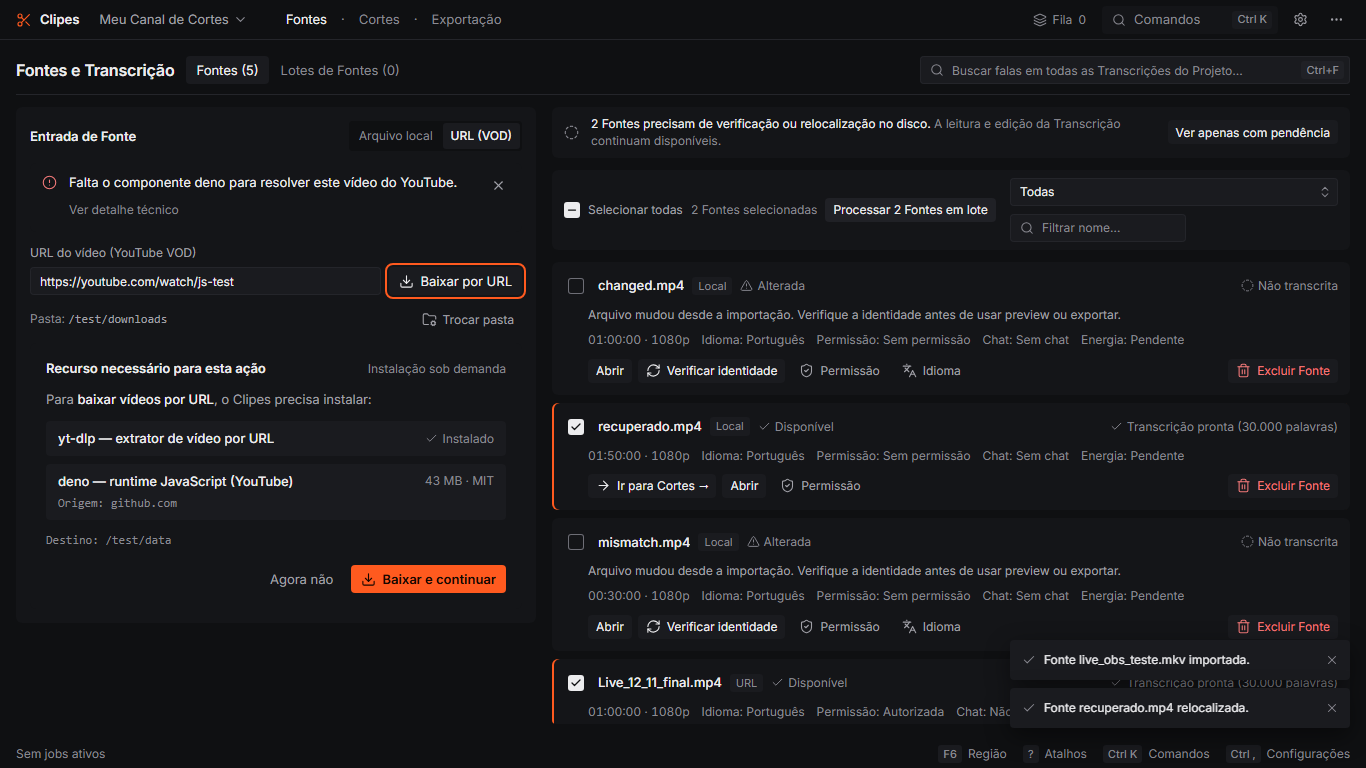 Clipes Meu Canal de Cortes Fontes · Cortes · Exportação Fila 0 Comandos Ctrl K
Fontes e Transcrição Fontes (5) Lotes de Fontes (0) Buscar falas em todas as Transcrições do Projeto... Ctrl+F
Entrada de Fonte Arquivo local URL (VOD)
Falta o componente deno para resolver este vídeo do YouTube.
Ver detalhe técnico
URL do vídeo (YouTube VOD)
https://youtube.com/watch/js-test Baixar por URL
Pasta: /test/downloads Trocar pasta
Recurso necessário para esta ação Instalação sob demanda
Para baixar vídeos por URL, o Clipes precisa instalar:
yt-dlp — extrator de vídeo por URL Instalado
deno — runtime JavaScript (YouTube) 43 MB · MIT
Origem: github.com
Destino: /test/data
Agora não Baixar e continuar
2 Fontes precisam de verificação ou relocalização no disco. A leitura e edição da Transcrição
continuam disponíveis.
Ver apenas com pendência
Selecionar todas 2 Fontes selecionadas Processar 2 Fontes em lote
Todas
Filtrar nome...
changed.mp4 Local Alterada Não transcrita
Arquivo mudou desde a importação. Verifique a identidade antes de usar preview ou exportar.
01:00:00 · 1080p Idioma: Português Permissão: Sem permissão Chat: Sem chat Energia: Pendente
Abrir Verificar identidade Permissão Idioma Excluir Fonte
recuperado.mp4 Local Disponível Transcrição pronta (30.000 palavras)
01:50:00 · 1080p Idioma: Português Permissão: Sem permissão Chat: Sem chat Energia: Pendente
→ Ir para Cortes → Abrir Permissão Excluir Fonte
mismatch.mp4 Local Alterada Não transcrita
Arquivo mudou desde a importação. Verifique a identidade antes de usar preview ou exportar.
00:30:00 · 1080p Idioma: Português Permissão: Sem permissão Chat: Sem chat Energia: Pendente
Abrir Verificar identidade Permissão Idioma Excluir Fonte
Live_12_11_final.mp4 URL Disponível Transcrição pronta (30.000 palavras)
01:00:00 · 1080p Idioma: Português Permissão: Autorizada Chat:
Fonte live_obs_teste.mkv importada.
Fonte recuperado.mp4 relocalizada.
Sem jobs ativos F6 Região ? Atalhos Ctrl K Comandos Ctrl , Configurações